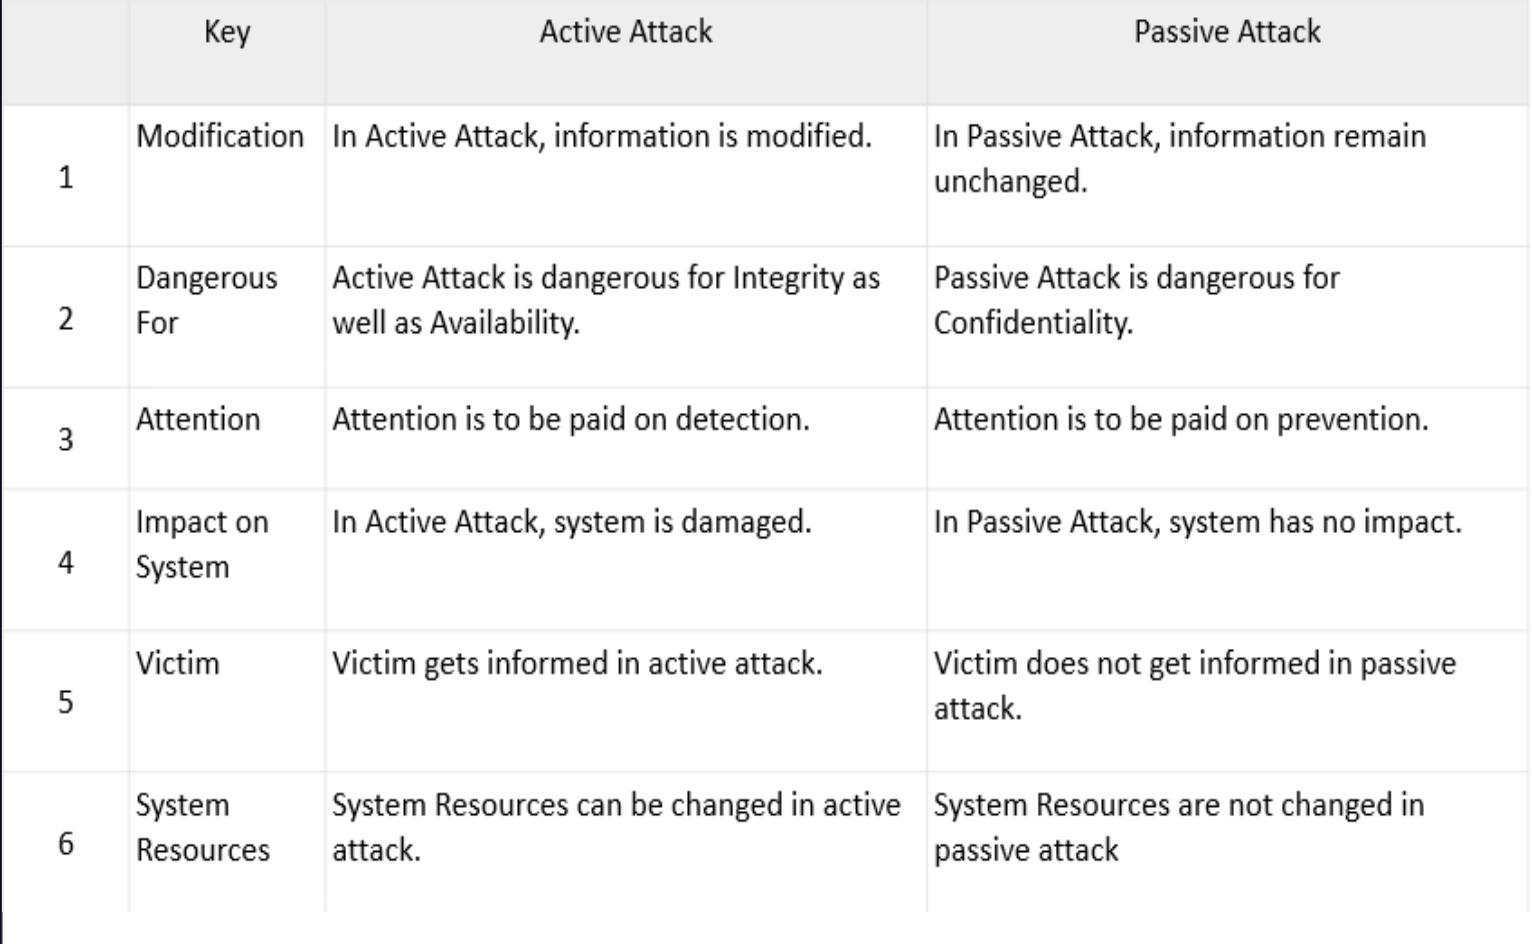 Key Active Attack Passive Attack
1 Modification In Active Attack, information is modified. In Passive Attack, information remain
unchanged.
2 Dangerous Active Attack is dangerous for Integrity as Passive Attack is dangerous for
For well as Availability. Confidentiality.
3 Attention Attention is to be paid on detection. Attention is to be paid on prevention.
4 Impact on In Active Attack, system is damaged. In Passive Attack, system has no impact.
System
5 Victim Victim gets informed in active attack. Victim does not get informed in passive
attack.
6 System System Resources can be changed in active System Resources are not changed in
Resources attack. passive attack